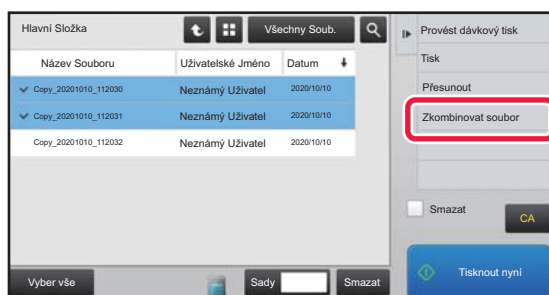 Hlavní Složka
Všechny Soub.
Název Souboru Uživatelské Jméno Datum
Copy_20201010_112030 Neznámý Uživatel 2020/10/10
Copy_20201010_112031 Neznámý Uživatel 2020/10/10
Copy_20201010_112032 Neznámý Uživatel 2020/10/10
Vyber vše
Sady
Smazat
Provést dávkový tisk
Tisk
Přesunout
Zkombinovat soubor
Smazat
CA
Tisknout nyní